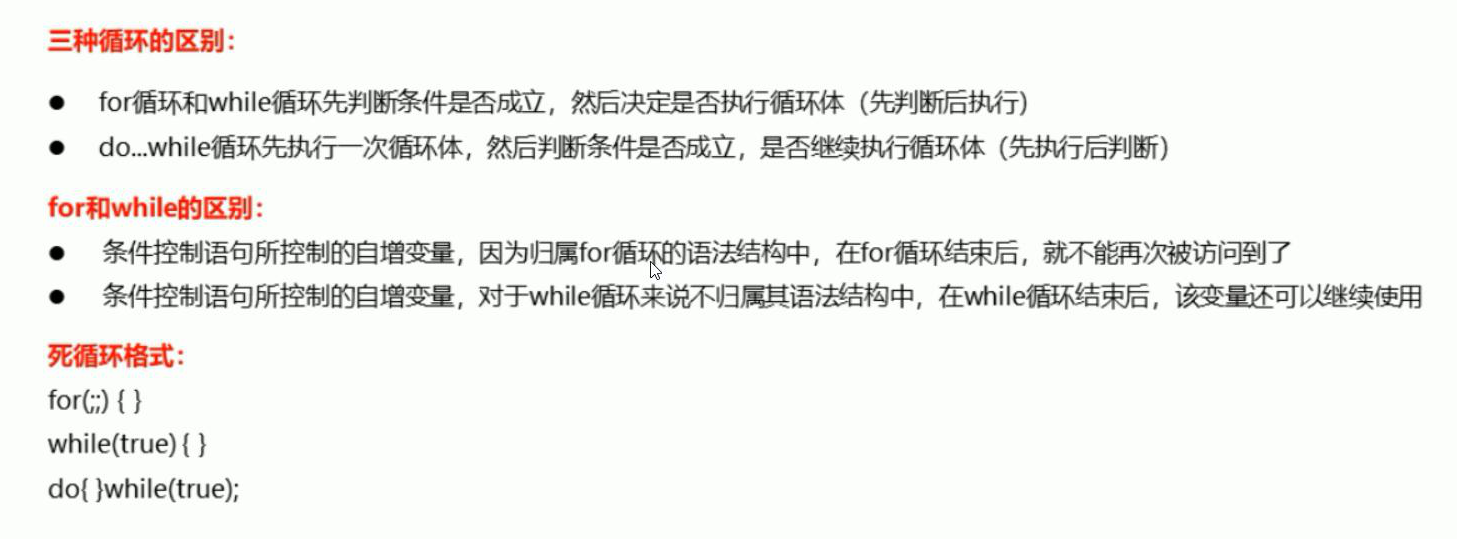 三种循环的区别：
● for循环和while循环先判断条件是否成立，然后决定是否执行循环体（先判断后执行）
● do...while循环先执行一次循环体，然后判断条件是否成立，是否继续执行循环体（先执行后判断）
for和while的区别：
● 条件控制语句所控制的自增变量，因为归属for循环的语法结构中，在for循环结束后，就不能再次被访问到了
● 条件控制语句所控制的自增变量，对于while循环来说不归属其语法结构中，在while循环结束后，该变量还可以继续使用
死循环格式：
for(;;) { }
while(true) { }
do{ }while(true);